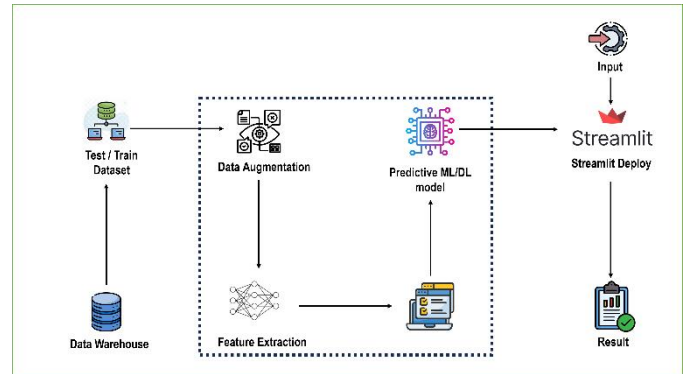 Input
Streamlit
Streamlit Deploy
Test / Train
Dataset
Data Augmentation
Predictive ML/DL
model
Data Warehouse
Feature Extraction
Result